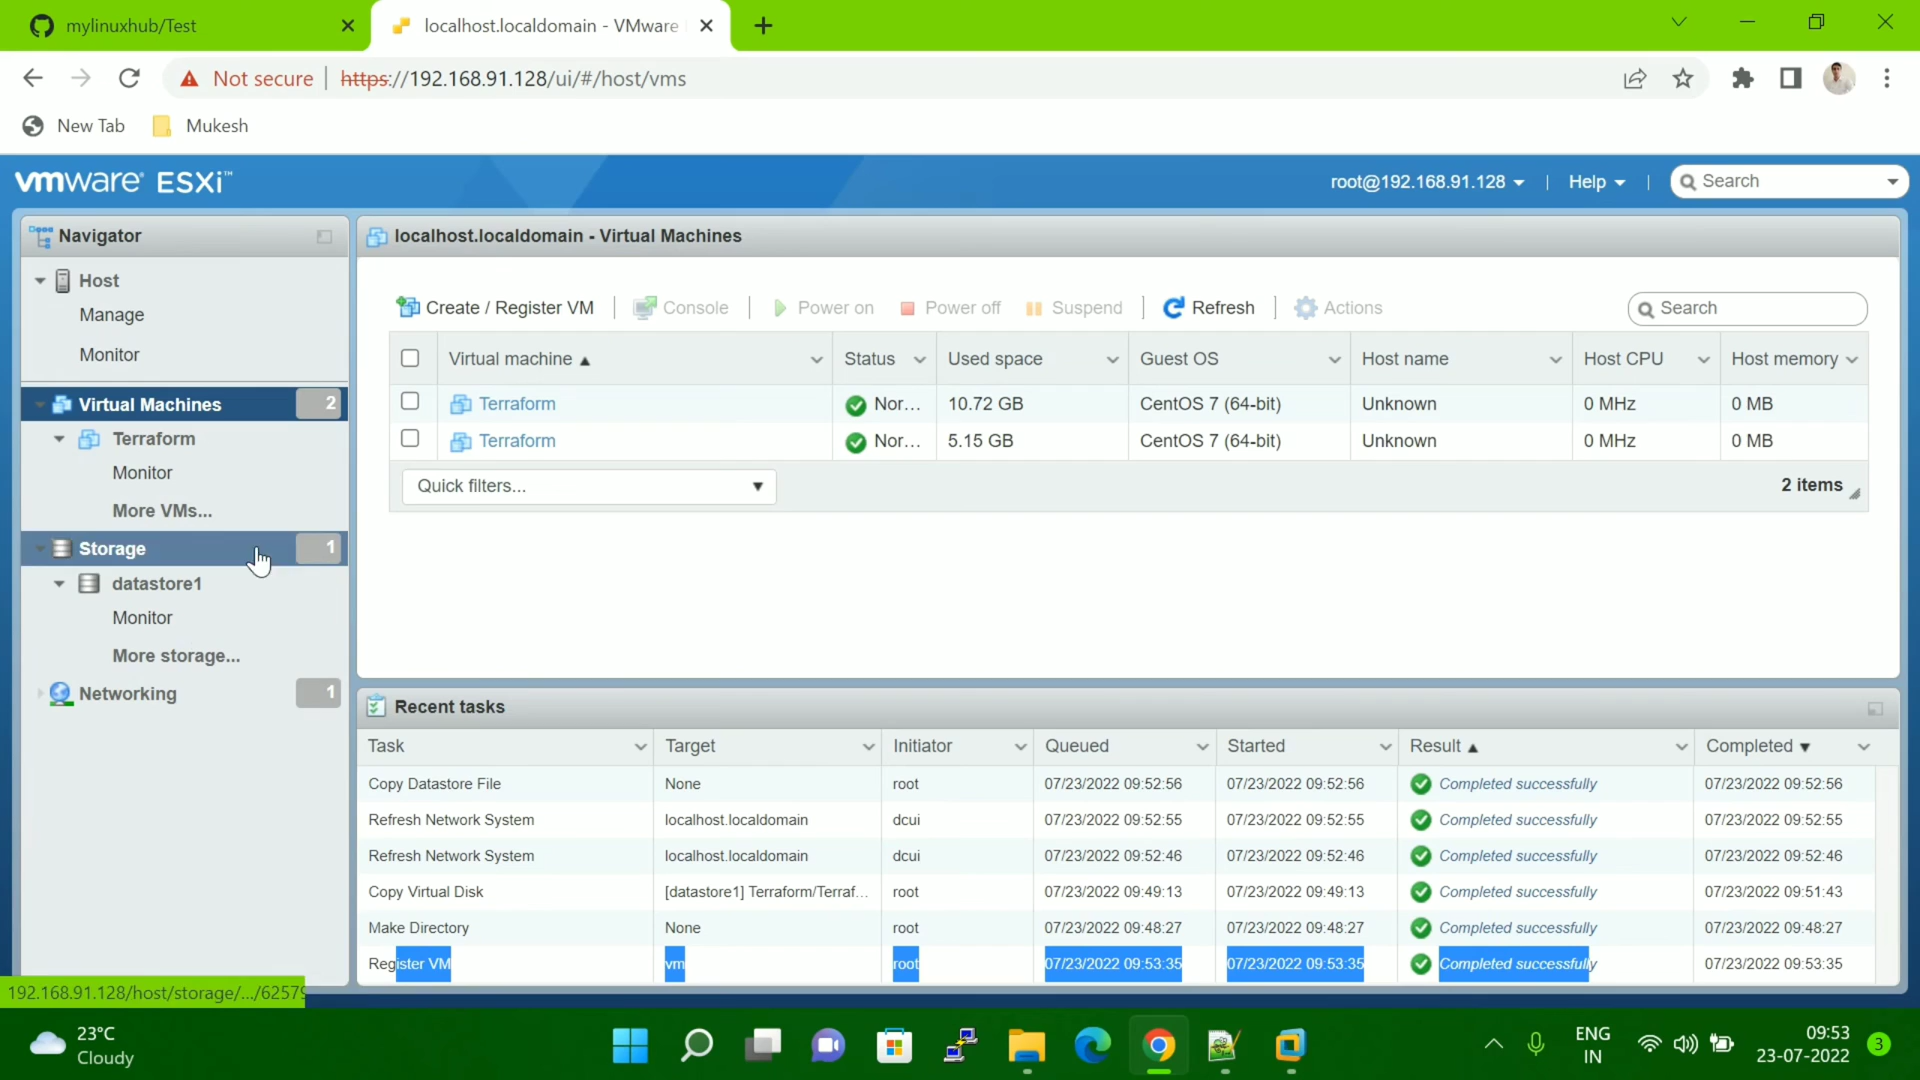 mylinuxhub/Test
localhost.localdomain - VMware
Not secure | https://192.168.91.128/ui/#/host/vms
New Tab Mukesh
vmware ESXi™
root@192.168.91.128 | Help | Search
Navigator
localhost.localdomain - Virtual Machines
Host
Manage
Monitor
Virtual Machines 2
Terraform
Monitor
More VMs...
Storage 1
datastore1
Monitor
More storage...
Networking 1
Create / Register VM | Console | Power on Power off Suspend | Refresh | Actions Search
Virtual machine Status Used space Guest OS Host name Host CPU Host memory
Terraform Nor... 10.72 GB CentOS 7 (64-bit) Unknown 0 MHz 0 MB
Terraform Nor... 5.15 GB CentOS 7 (64-bit) Unknown 0 MHz 0 MB
Quick filters... 2 items
Recent tasks
Task Target Initiator Queued Started Result Completed
Copy Datastore File None root 07/23/2022 09:52:56 07/23/2022 09:52:56 Completed successfully 07/23/2022 09:52:56
Refresh Network System localhost.localdomain dcui 07/23/2022 09:52:55 07/23/2022 09:52:55 Completed successfully 07/23/2022 09:52:55
Refresh Network System localhost.localdomain dcui 07/23/2022 09:52:46 07/23/2022 09:52:46 Completed successfully 07/23/2022 09:52:46
Copy Virtual Disk [datastore1] Terraform/Terraf... root 07/23/2022 09:49:13 07/23/2022 09:49:13 Completed successfully 07/23/2022 09:51:43
Make Directory None root 07/23/2022 09:48:27 07/23/2022 09:48:27 Completed successfully 07/23/2022 09:48:27
Register VM vm root 07/23/2022 09:53:35 07/23/2022 09:53:35 Completed successfully 07/23/2022 09:53:35
192.168.91.128/host/storage/.../6257
23°C
Cloudy
ENG
IN
09:53
23-07-2022
3